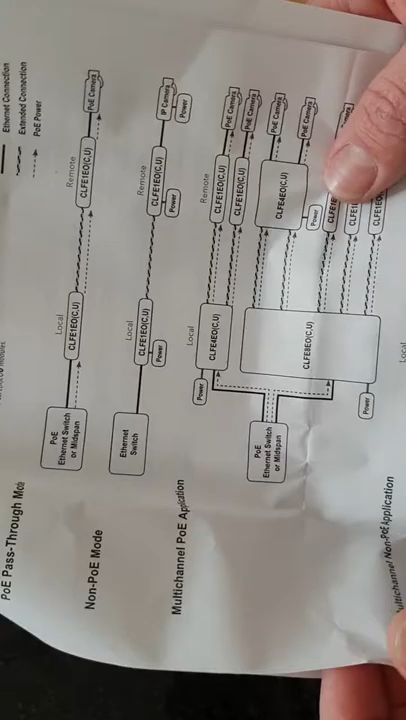 Ethernet Connection
Extended Connection
PoE Power
PoE Pass-Through
PoE
Ethernet Switch
or Midspan
Local
CLFE1EO(C,U)
Remote
CLFE1EO(C,U)
PoE Camera
Non-PoE Mode
Ethernet
Switch
Local
CLFE1EO(C,U)
Power
Remote
CLFE1EO(C,U)
Power
IP Camera
Power
Multichannel PoE Application
PoE
Ethernet Switch
or Midspan
Local
CLFE4EO(C,U)
Power
CLFE8EO(C,U)
Power
Remote
CLFE1EO(C,U)
CLFE1EO(C,U)
CLFE4EO(C,U)
Power
PoE Camera
PoE Camera
PoE Camera
PoE Camera
Multichannel Non-PoE Application
Local